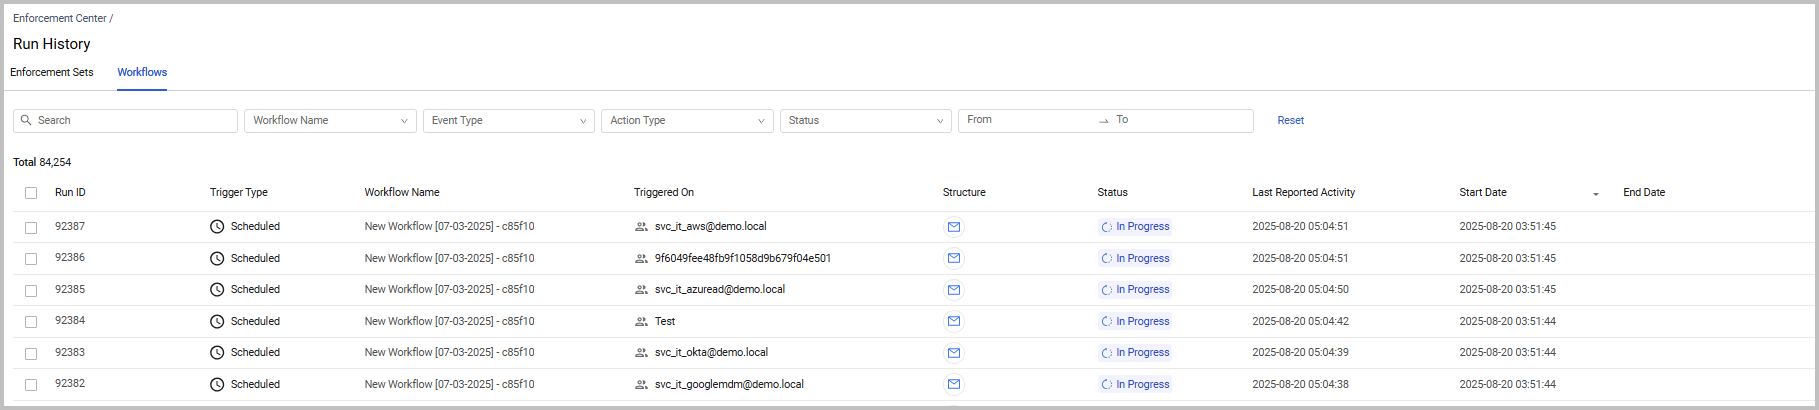 Enforcement Center /
Run History
Enforcement Sets Workflows
Search Workflow Name Event Type Action Type Status From → To Reset
Total 84,254
Run ID Trigger Type Workflow Name Triggered On Structure Status Last Reported Activity Start Date End Date
92387 Scheduled New Workflow [07-03-2025] - c85f10 svc_it_aws@demo.local In Progress 2025-08-20 05:04:51 2025-08-20 03:51:45
92386 Scheduled New Workflow [07-03-2025] - c85f10 9f6049fee48fb9f1058d9b679f04e501 In Progress 2025-08-20 05:04:51 2025-08-20 03:51:45
92385 Scheduled New Workflow [07-03-2025] - c85f10 svc_it_azuread@demo.local In Progress 2025-08-20 05:04:50 2025-08-20 03:51:45
92384 Scheduled New Workflow [07-03-2025] - c85f10 Test In Progress 2025-08-20 05:04:42 2025-08-20 03:51:44
92383 Scheduled New Workflow [07-03-2025] - c85f10 svc_it_okta@demo.local In Progress 2025-08-20 05:04:39 2025-08-20 03:51:44
92382 Scheduled New Workflow [07-03-2025] - c85f10 svc_it_googlemdm@demo.local In Progress 2025-08-20 05:04:38 2025-08-20 03:51:44